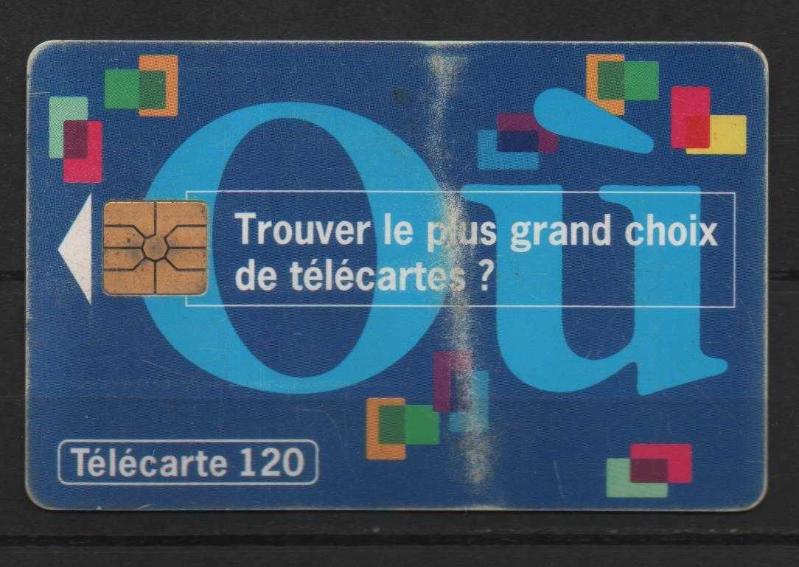 Où
Trouver le plus grand choix
de télécartes ?
Télécarte 120